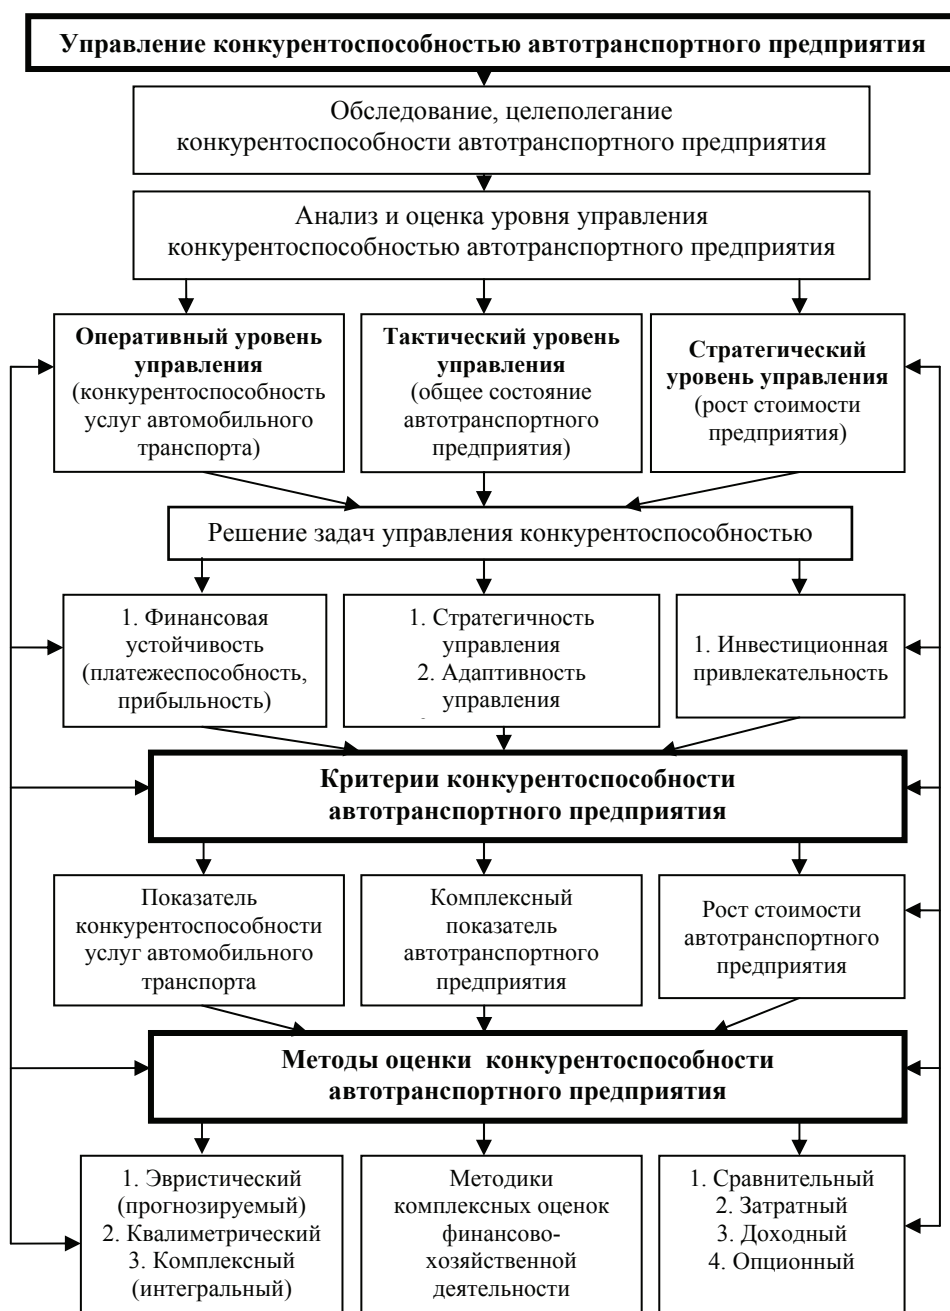 Управление конкурентоспособностью автотранспортного предприятия
Обследование, целеполегание
конкурентоспособности автотранспортного предприятия
Анализ и оценка уровня управления
конкурентоспособностью автотранспортного предприятия
Оперативный уровень
управления
(конкурентоспособность
услуг автомобильного
транспорта)
Тактический уровень
управления
(общее состояние
автотранспортного
предприятия)
Стратегический
уровень управления
(рост стоимости
предприятия)
Решение задач управления конкурентоспособностью
1. Финансовая
устойчивость
(платежеспособность,
прибыльность)
1. Стратегичность
управления
2. Адаптивность
управления
1. Инвестиционная
привлекательность
Критерии конкурентоспособности
автотранспортного предприятия
Показатель
конкурентоспособности
услуг автомобильного
транспорта
Комплексный
показатель
автотранспортного
предприятия
Рост стоимости
автотранспортного
предприятия
Методы оценки конкурентоспособности
автотранспортного предприятия
1. Эвристический
(прогнозируемый)
2. Квалиметрический
3. Комплексный
(интегральный)
Методики
комплексных оценок
финансово-
хозяйственной
деятельности
1. Сравнительный
2. Затратный
3. Доходный
4. Опционный